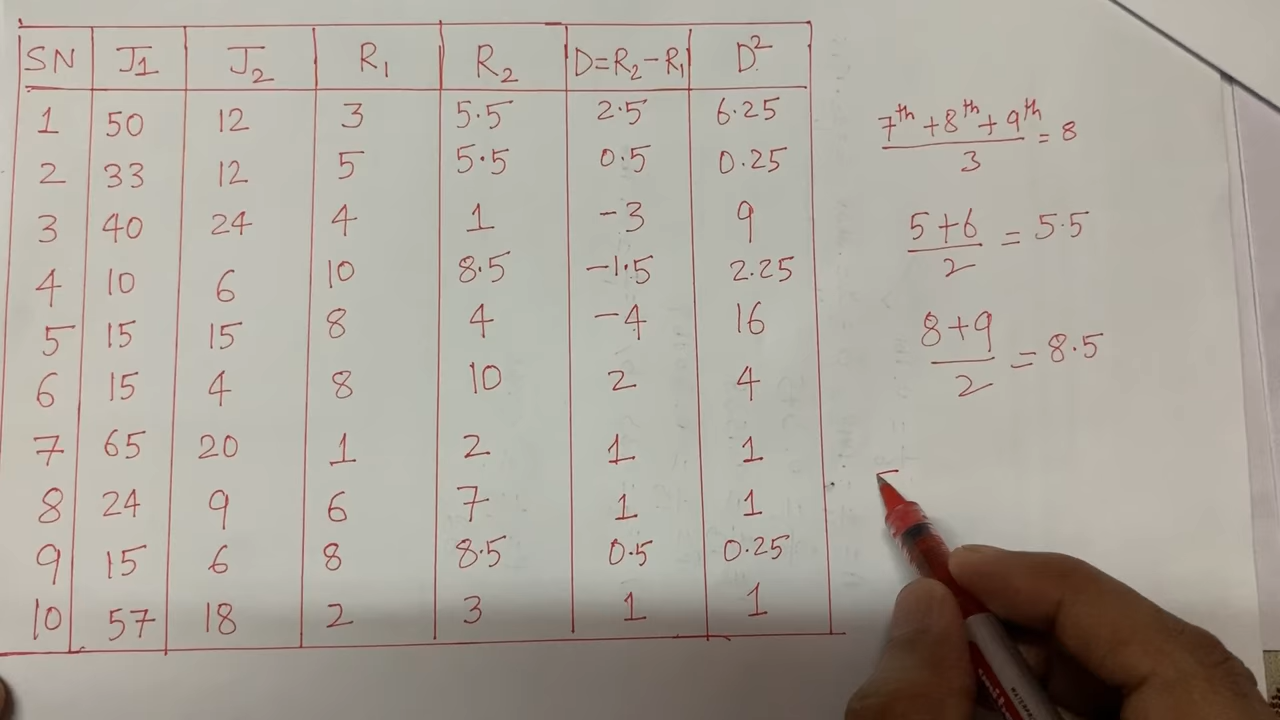 SN J1 J2 R1 R2 D=R2-R1 D²
1 50 12 3 5.5 2.5 6.25
2 33 12 5 5.5 0.5 0.25
3 40 24 4 1 -3 9
4 10 6 10 8.5 -1.5 2.25
5 15 15 8 4 -4 16
6 15 4 8 10 2 4
7 65 20 1 2 1 1
8 24 9 6 7 1 1
9 15 6 8 8.5 0.5 0.25
10 57 18 2 3 1 1
7th+8th+9th
3
=8
5+6
2
=5.5
8+9
2
=8.5